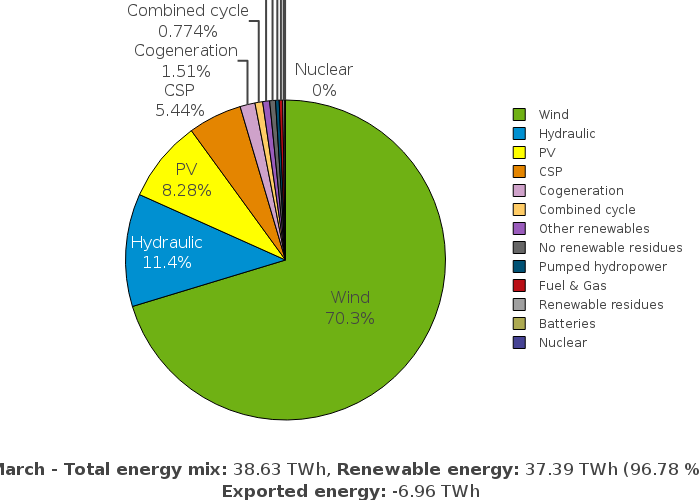 Combined cycle
0.774%
Cogeneration
1.51%
CSP
5.44%
Nuclear
0%
PV
8.28%
Hydraulic
11.4%
Wind
70.3%
Wind
Hydraulic
PV
CSP
Cogeneration
Combined cycle
Other renewables
No renewable residues
Pumped hydropower
Fuel & Gas
Renewable residues
Batteries
Nuclear
March - Total energy mix: 38.63 TWh, Renewable energy: 37.39 TWh (96.78 %
Exported energy: -6.96 TWh